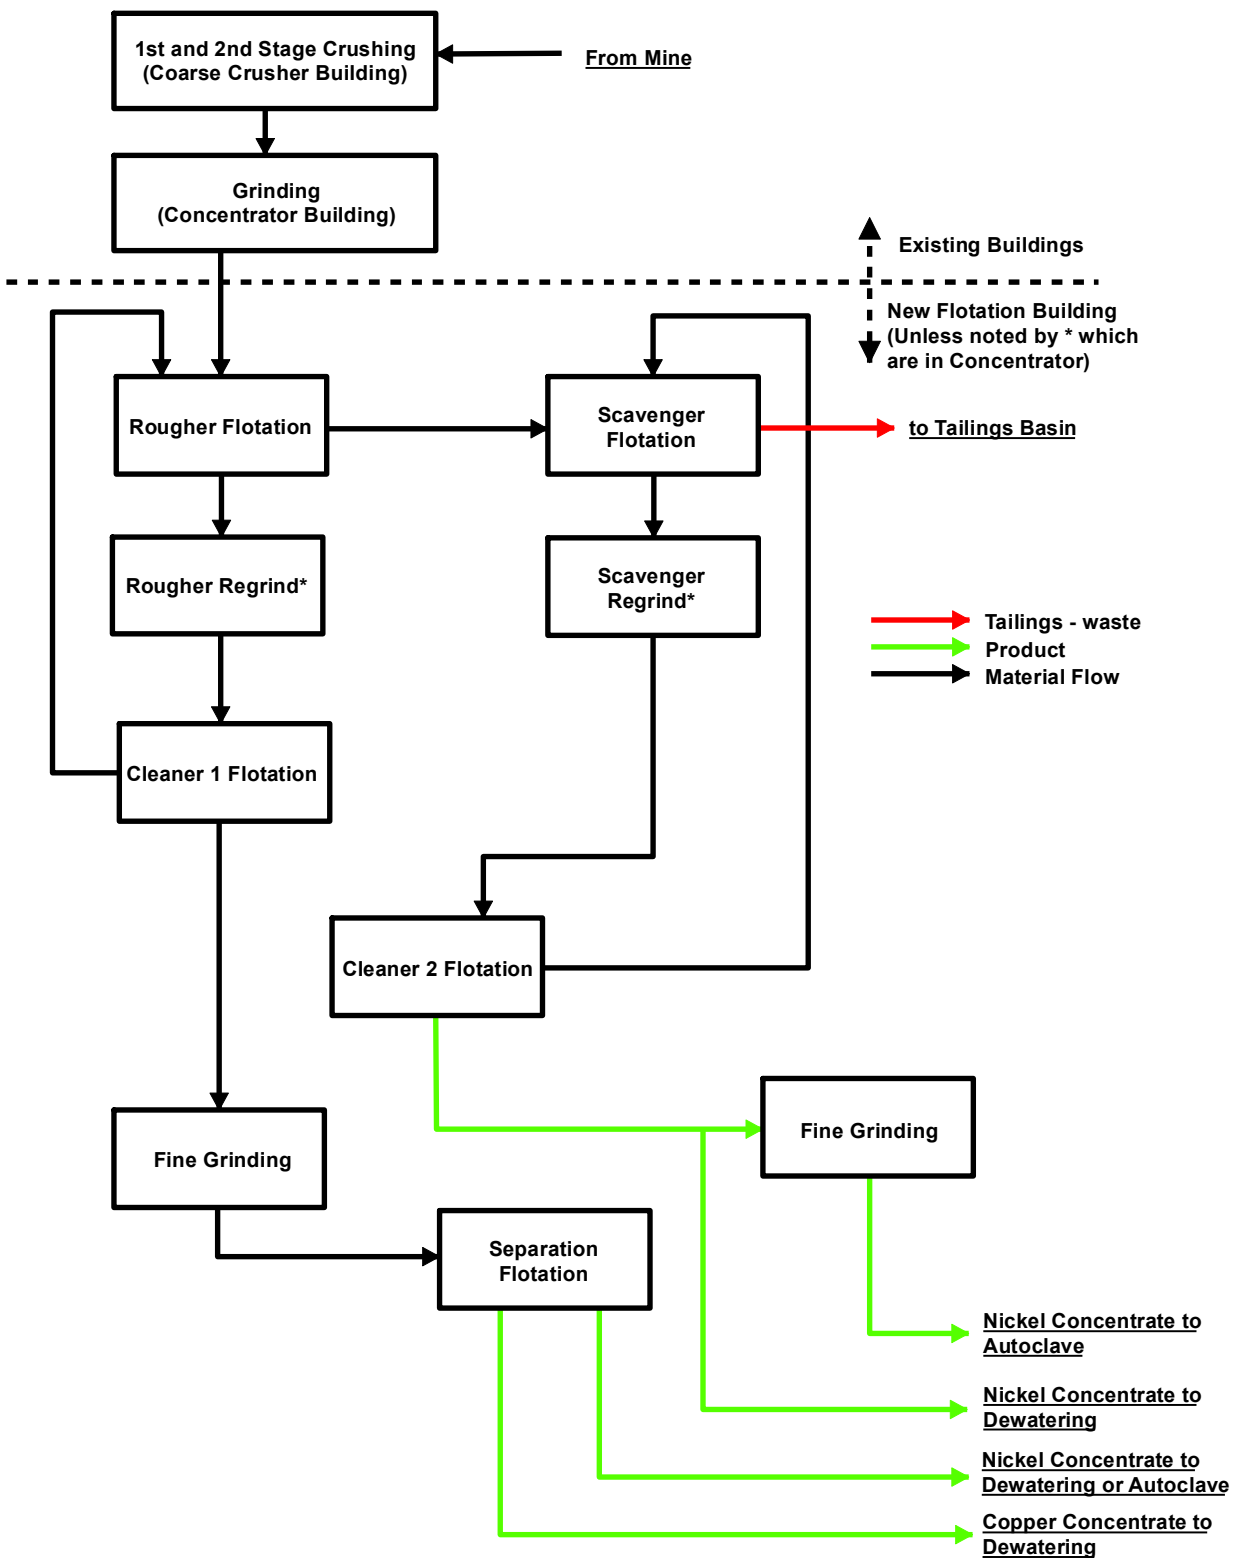 1st and 2nd Stage Crushing
(Coarse Crusher Building)
From Mine
Grinding
(Concentrator Building)
Existing Buildings
New Flotation Building
(Unless noted by * which
are in Concentrator)
Rougher Flotation
Scavenger
Flotation
to Tailings Basin
Rougher Regrind*
Scavenger
Regrind*
Tailings - waste
Product
Material Flow
Cleaner 1 Flotation
Cleaner 2 Flotation
Fine Grinding
Fine Grinding
Separation
Flotation
Nickel Concentrate to
Autoclave
Nickel Concentrate to
Dewatering
Nickel Concentrate to
Dewatering or Autoclave
Copper Concentrate to
Dewatering